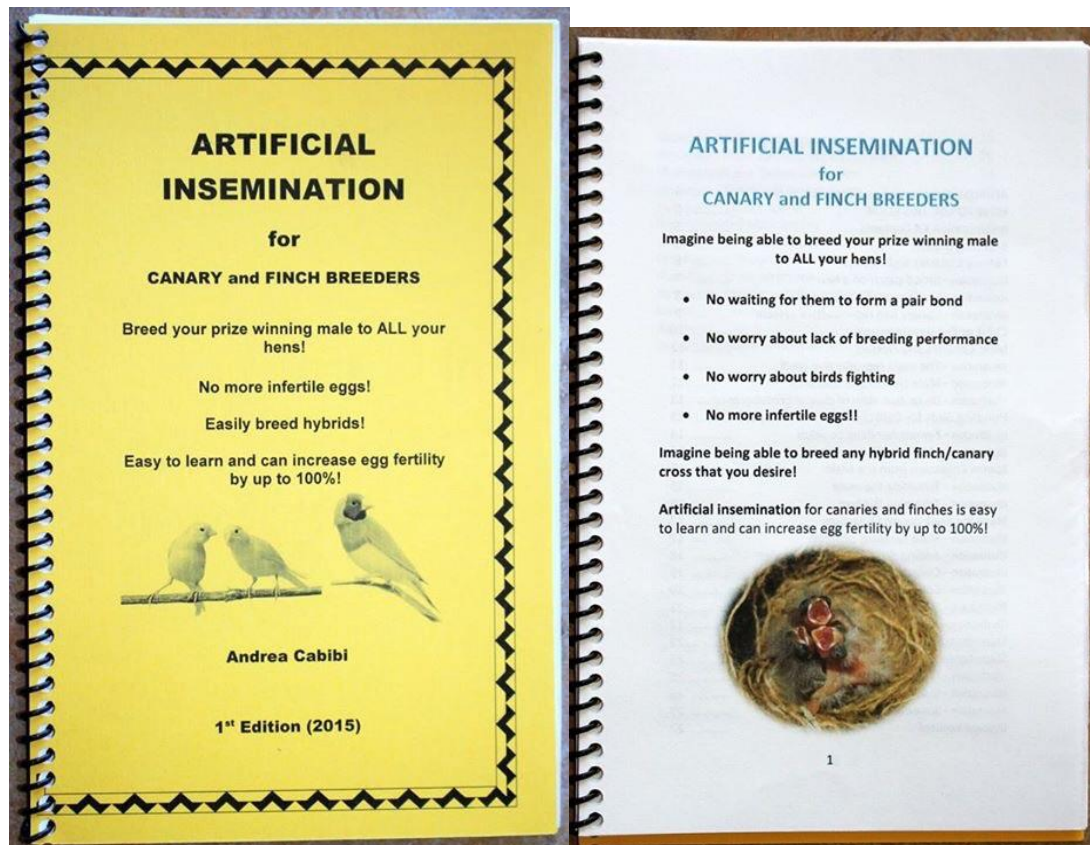 ARTIFICIAL
INSEMINATION
for
CANARY and FINCH BREEDERS
Breed your prize winning male to ALL your
hens!
No more infertile eggs!
Easily breed hybrids!
Easy to learn and can increase egg fertility
by up to 100%!
Andrea Cabibi
1st Edition (2015)
ARTIFICIAL INSEMINATION
for
CANARY and FINCH BREEDERS
Imagine being able to breed your prize winning male
to ALL your hens!
• No waiting for them to form a pair bond
• No worry about lack of breeding performance
• No worry about birds fighting
• No more infertile eggs!!
Imagine being able to breed any hybrid finch/canary
cross that you desire!
Artificial insemination for canaries and finches is easy
to learn and can increase egg fertility by up to 100%!
1